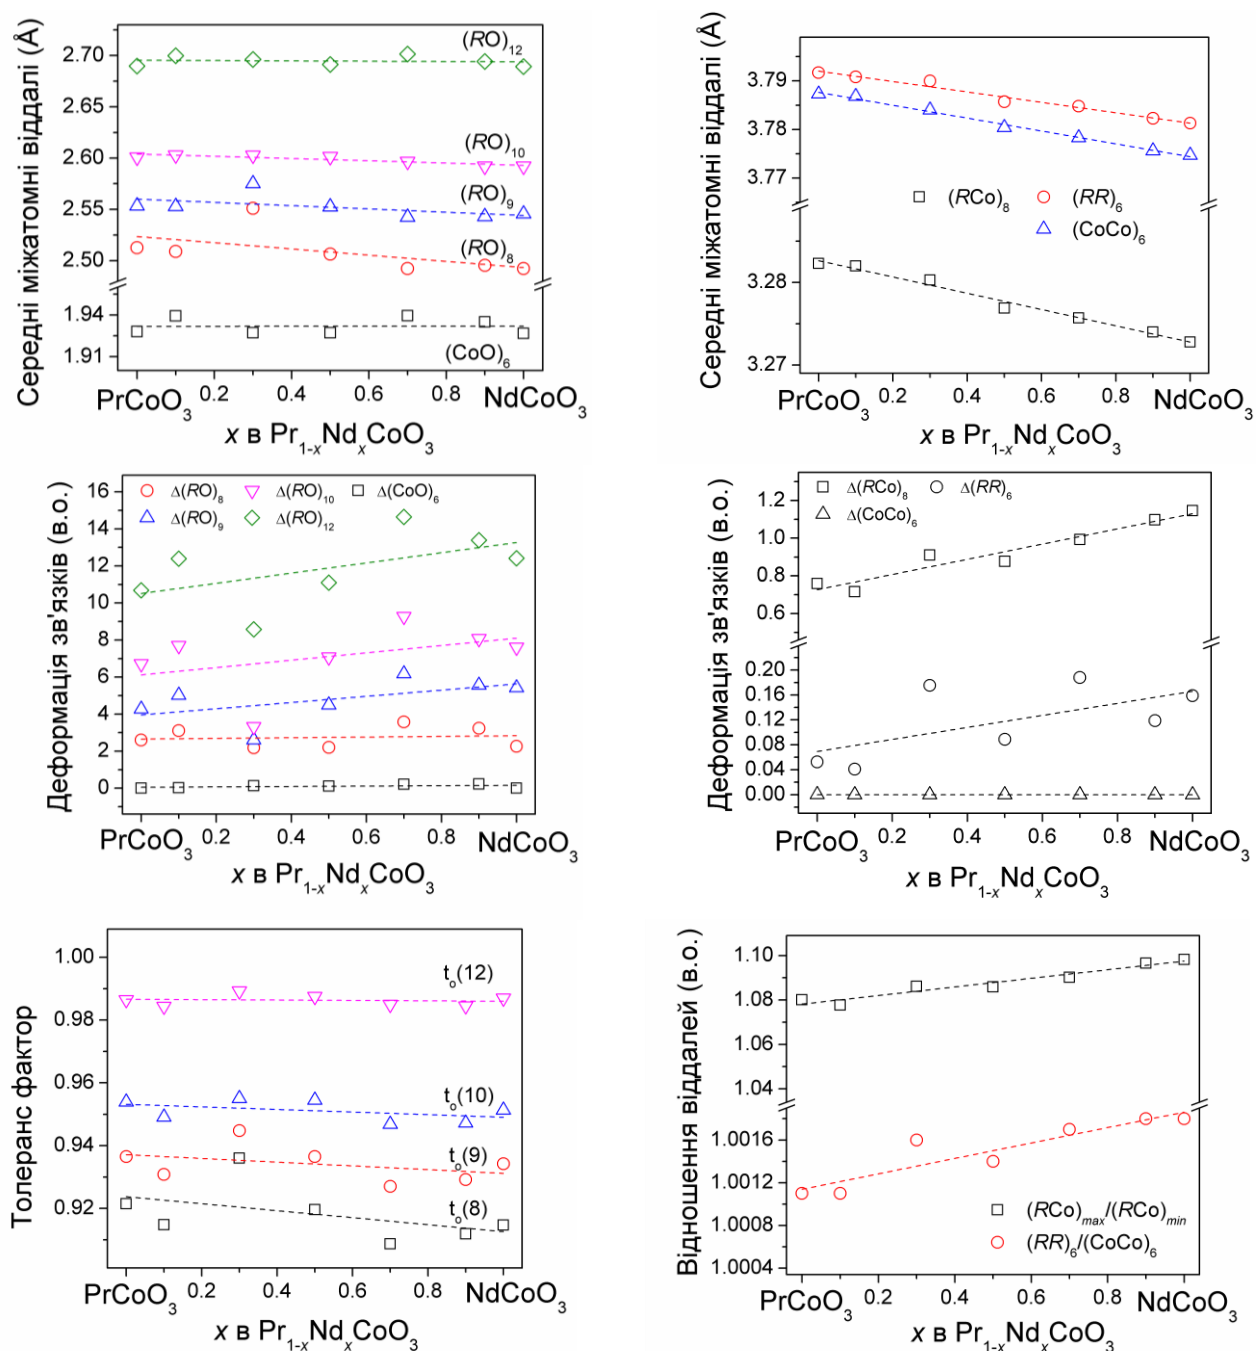 Середні міжатомні віддалі (Å)
2.70
2.65
2.60
2.55
2.50
1.94
1.91
(RO)12
(RO)10
(RO)9
(RO)8
(CoO)6
PrCoO3
0.2
0.4
0.6
0.8
NdCoO3
x в Pr1-xNdxCoO3
Середні міжатомні віддалі (Å)
3.79
3.78
3.77
3.28
3.27
(RCo)8
(RR)6
(CoCo)6
PrCoO3
0.2
0.4
0.6
0.8
NdCoO3
x в Pr1-xNdxCoO3
Деформація зв'язків (в.о.)
16
14
12
10
8
6
4
2
0
Δ(RO)8
Δ(RO)10
Δ(CoO)6
Δ(RO)9
Δ(RO)12
PrCoO3
0.2
0.4
0.6
0.8
NdCoO3
x в Pr1-xNdxCoO3
Деформація зв'язків (в.о.)
1.2
1.0
0.8
0.6
0.20
0.16
0.12
0.08
0.04
0.00
Δ(RCo)8
Δ(RR)6
Δ(CoCo)6
PrCoO3
0.2
0.4
0.6
0.8
NdCoO3
x в Pr1-xNdxCoO3
Толеранс фактор
1.00
0.98
0.96
0.94
0.92
to(12)
to(10)
to(9)
to(8)
PrCoO3
0.2
0.4
0.6
0.8
NdCoO3
x в Pr1-xNdxCoO3
Відношення віддалей (в.о.)
1.10
1.08
1.06
1.04
1.0016
1.0012
1.0008
1.0004
(RCo)max/(RCo)min
(RR)6/(CoCo)6
PrCoO3
0.2
0.4
0.6
0.8
NdCoO3
x в Pr1-xNdxCoO3